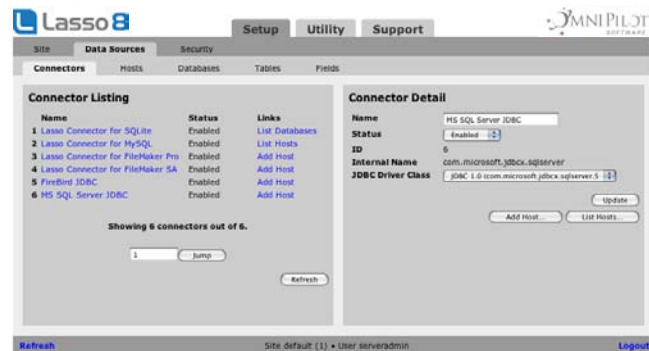 Lasso 8
Setup Utility Support
OMNIPILOT
SOFTWARE
Site Data Sources Security
Connectors Hosts Databases Tables Fields
Connector Listing
Name Status Links
1 Lasso Connector for SQLite Enabled List Databases
2 Lasso Connector for MySQL Enabled List Hosts
3 Lasso Connector for FileMaker Pro Enabled Add Host
4 Lasso Connector for FileMaker SA Enabled Add Host
5 FireBird JDBC Enabled Add Host
6 MS SQL Server JDBC Enabled Add Host
Showing 6 connectors out of 6.
1 Jump
Refresh
Connector Detail
Name MS SQL Server JDBC
Status Enabled
ID 6
Internal Name com.microsoft.jdbcx.sqlserver
JDBC Driver Class JDBC 1.0 (com.microsoft.jdbcx.sqlserver.S
Update
Add Host... List Hosts...
Refresh Site default (1) • User serveradmin Logout